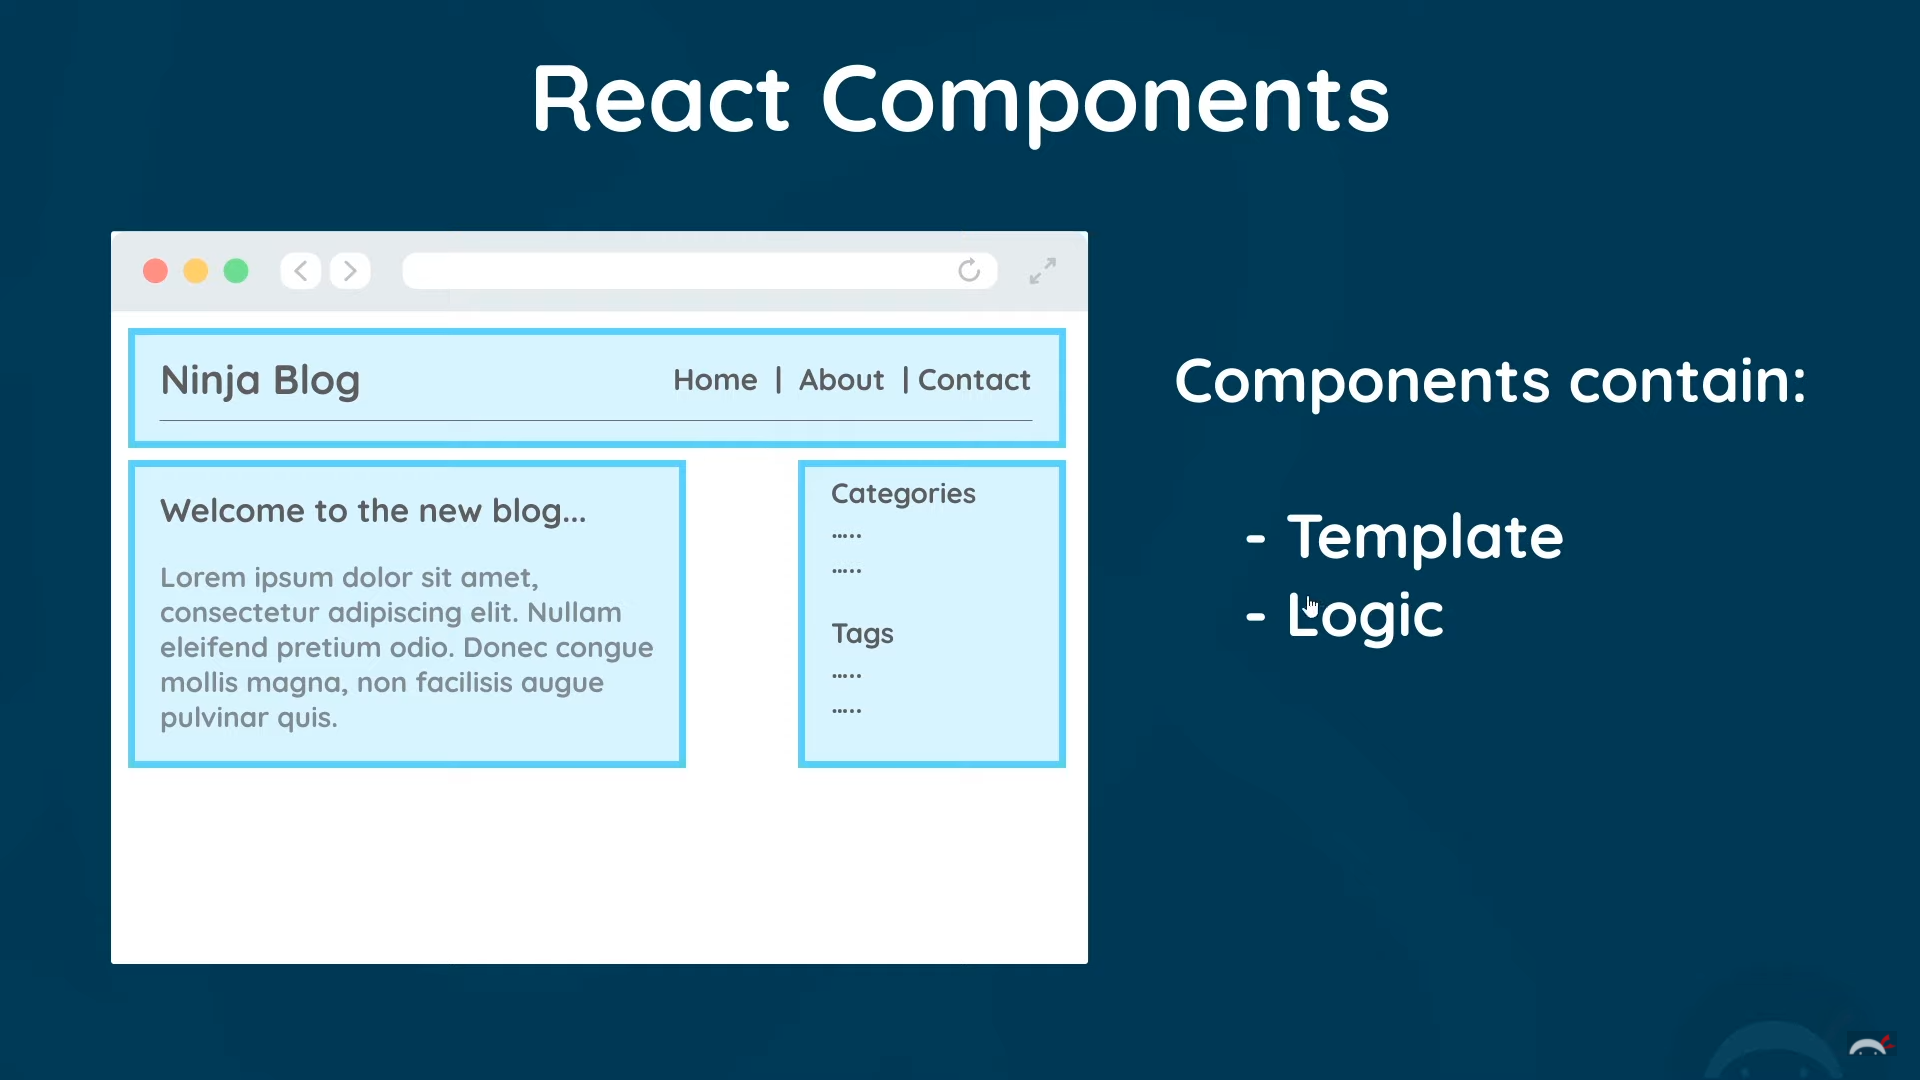 React Components
Ninja Blog
Home | About | Contact
Welcome to the new blog...
Lorem ipsum dolor sit amet,
consectetur adipiscing elit. Nullam
eleifend pretium odio. Donec congue
mollis magna, non facilisis augue
pulvinar quis.
Categories
.....
.....
Tags
.....
.....
Components contain:
- Template
- Logic